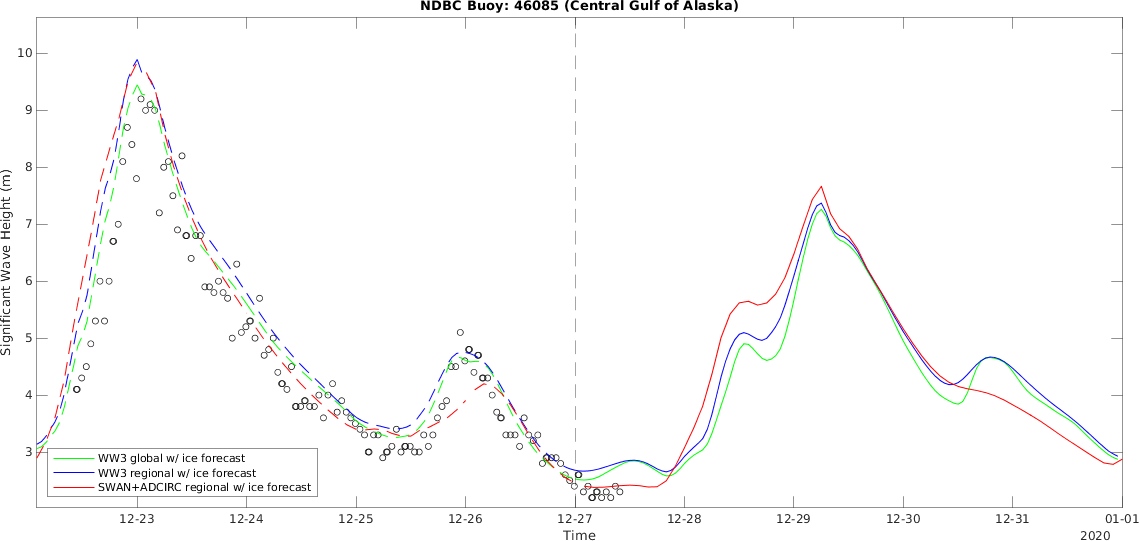 NDBC Buoy: 46085 (Central Gulf of Alaska)
Significant Wave Height (m)
10
9
8
7
6
5
4
3
WW3 global w/ ice forecast
WW3 regional w/ ice forecast
SWAN+ADCIRC regional w/ ice forecast
12-23 12-24 12-25 12-26 12-27 12-28 12-29 12-30 12-31 01-01
Time
2020